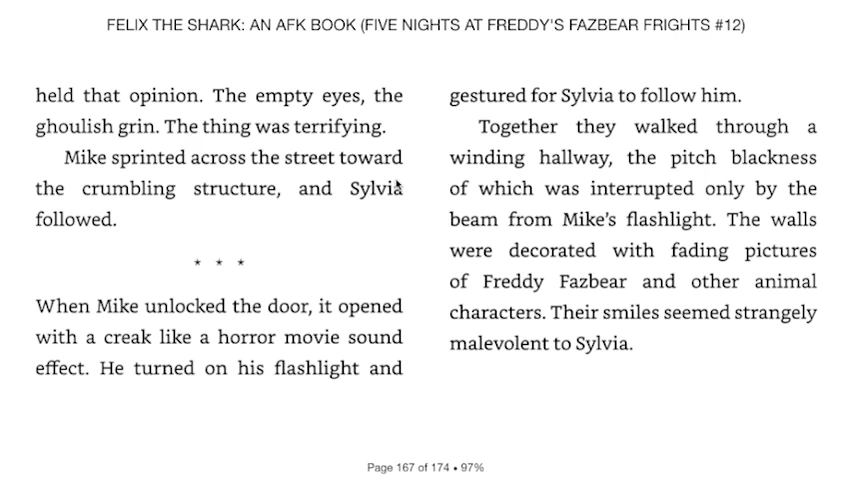 FELIX THE SHARK: AN AFK BOOK (FIVE NIGHTS AT FREDDY'S FAZBEAR FRIGHTS #12)
held that opinion. The empty eyes, the
ghoulish grin. The thing was terrifying.
Mike sprinted across the street toward
the crumbling structure, and Sylvia
followed.
* * *
When Mike unlocked the door, it opened
with a creak like a horror movie sound
effect. He turned on his flashlight and
gestured for Sylvia to follow him.
Together they walked through a
winding hallway, the pitch blackness
of which was interrupted only by the
beam from Mike’s flashlight. The walls
were decorated with fading pictures
of Freddy Fazbear and other animal
characters. Their smiles seemed strangely
malevolent to Sylvia.
Page 167 of 174 • 97%